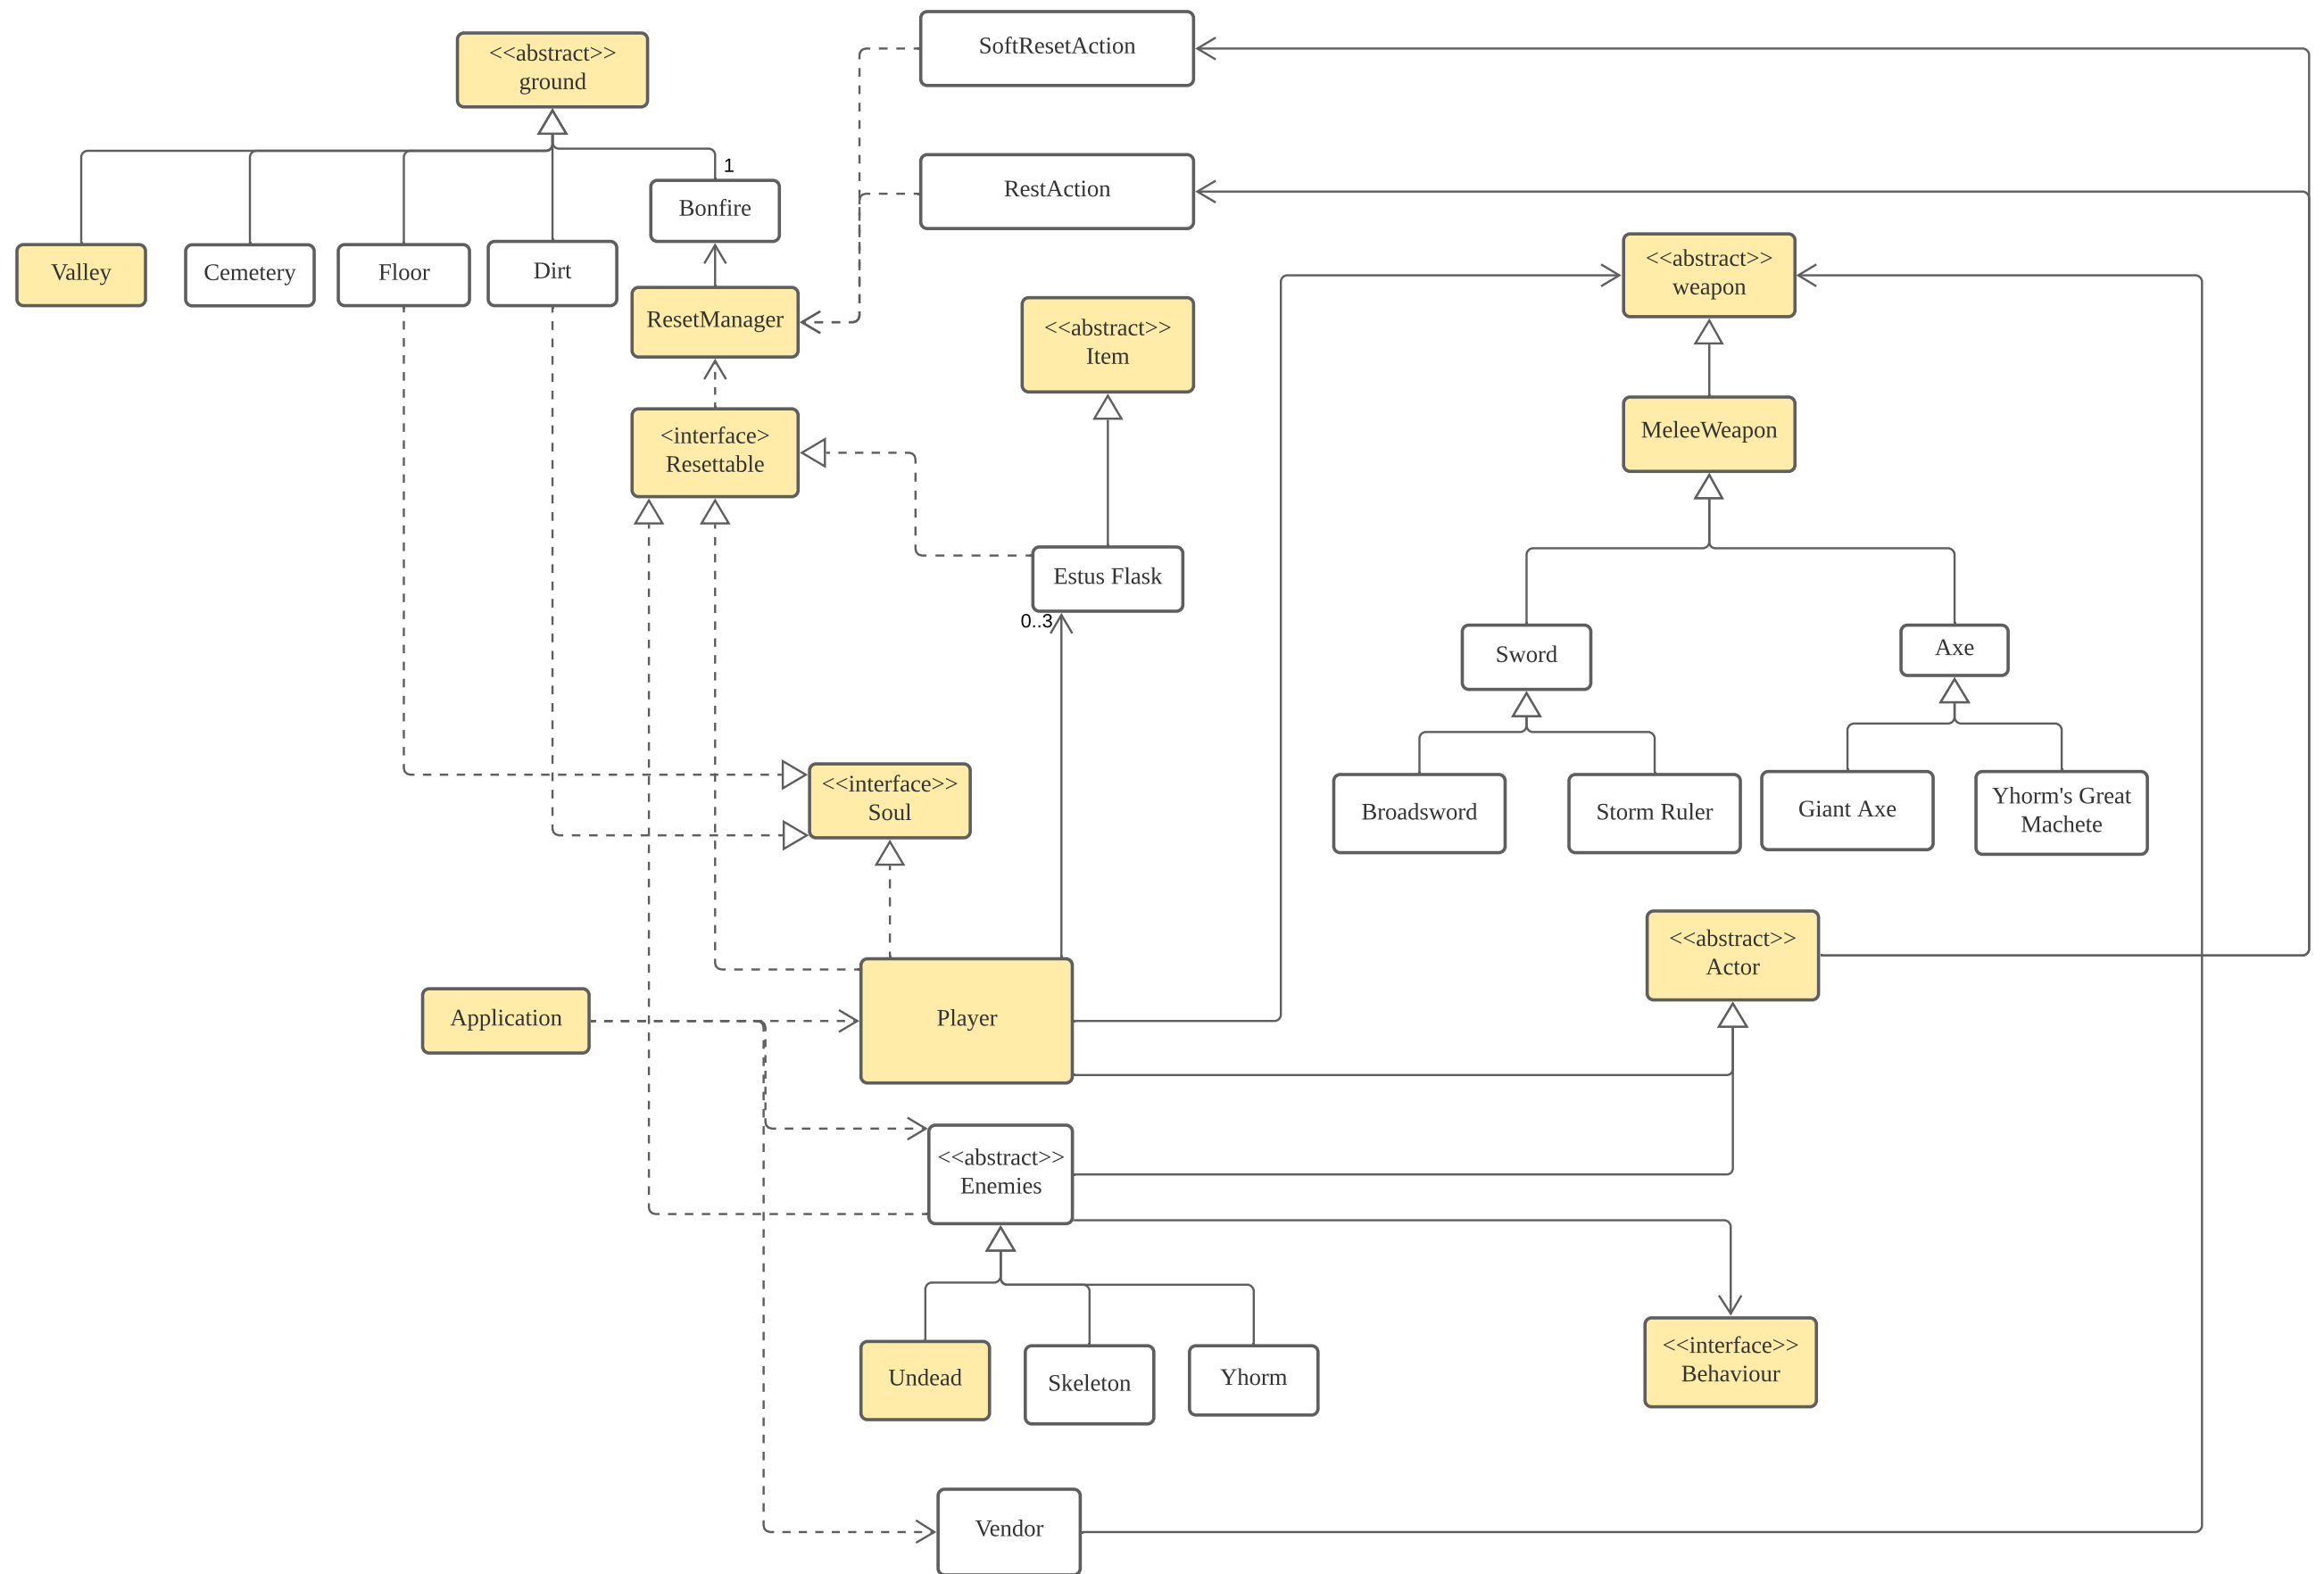 SoftResetAction
<<abstract>>
ground
1
RestAction
Bonfire
Valley
Cemetery
Floor
Dirt
<<abstract>>
weapon
ResetManager
<<abstract>>
Item
<interface>
Resettable
MeleeWeapon
Estus Flask
0..3
Sword
Axe
<<interface>>
Soul
Broadsword
Storm Ruler
Giant Axe
Yhorm's Great
Machete
<<abstract>>
Actor
Application
Player
<<abstract>>
Enemies
<<interface>>
Behaviour
Undead
Skeleton
Yhorm
Vendor